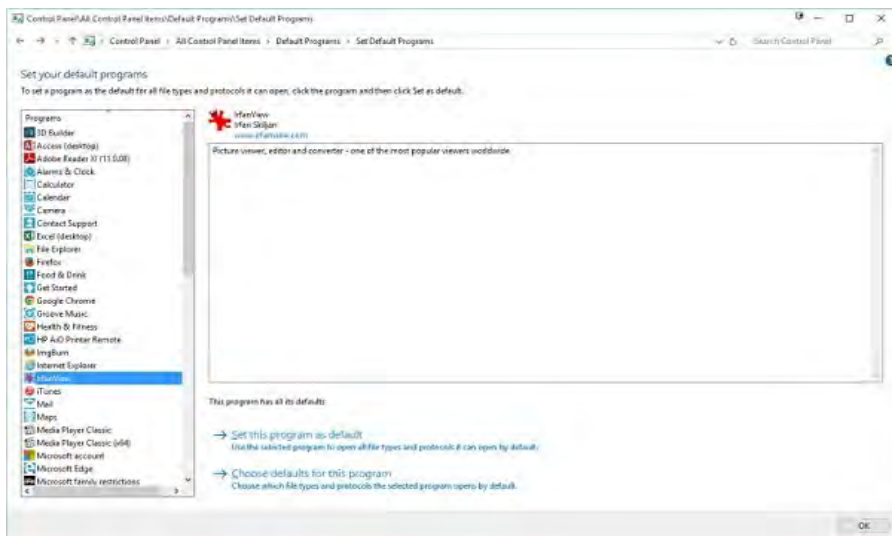 Control Panel\All Control Panel Items\Default Programs\Set Default Programs
Control Panel > All Control Panel Items > Default Programs > Set Default Programs
Search Control Panel
Set your default programs
To set a program as the default for all file types and protocols it can open, click the program and then click Set as default.
Programs
3D Builder
Access (desktop)
Adobe Reader XI (11.0.08)
Alarms & Clock
Calculator
Calendar
Camera
Contact Support
Excel (desktop)
File Explorer
Firefox
Food & Drink
Get Started
Google Chrome
Groove Music
Health & Fitness
HP AiO Printer Remote
ImgBurn
Internet Explorer
IrfanView
iTunes
Mail
Maps
Media Player Classic
Media Player Classic (x64)
Microsoft account
Microsoft Edge
Microsoft family restrictions
IrfanView
Irfan Skiljan
www.irfanview.com
Picture viewer, editor and converter - one of the most popular viewers worldwide.
This program has all its defaults
Set this program as default
Use the selected program to open all file types and protocols it can open by default.
Choose defaults for this program
Choose which file types and protocols the selected program opens by default.
OK